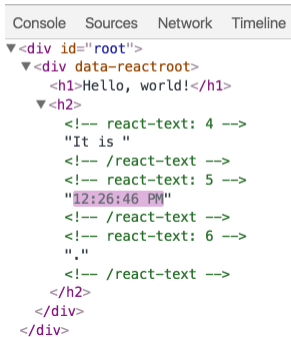 Console Sources Network Timeline
▼<div id="root">
▼<div data-reactroot>
<h1>Hello, world!</h1>
▼<h2>
<!-- react-text: 4 -->
"It is "
<!-- /react-text -->
<!-- react-text: 5 -->
"12:26:46 PM"
<!-- /react-text -->
<!-- react-text: 6 -->
"."
<!-- /react-text -->
</h2>
</div>
</div>